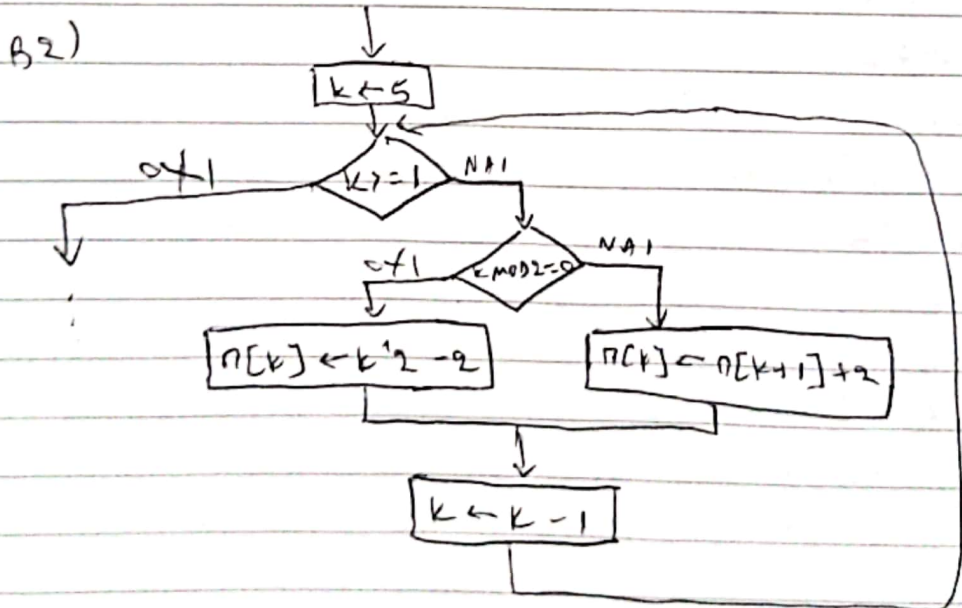 B2)
k ← 5
k >= 1
ΟΧΙ
ΝΑΙ
k MOD 2 = 0
ΟΧΙ
ΝΑΙ
Π[k] ← k^2 - 2
Π[k] ← Π[k+1] + 2
k ← k - 1